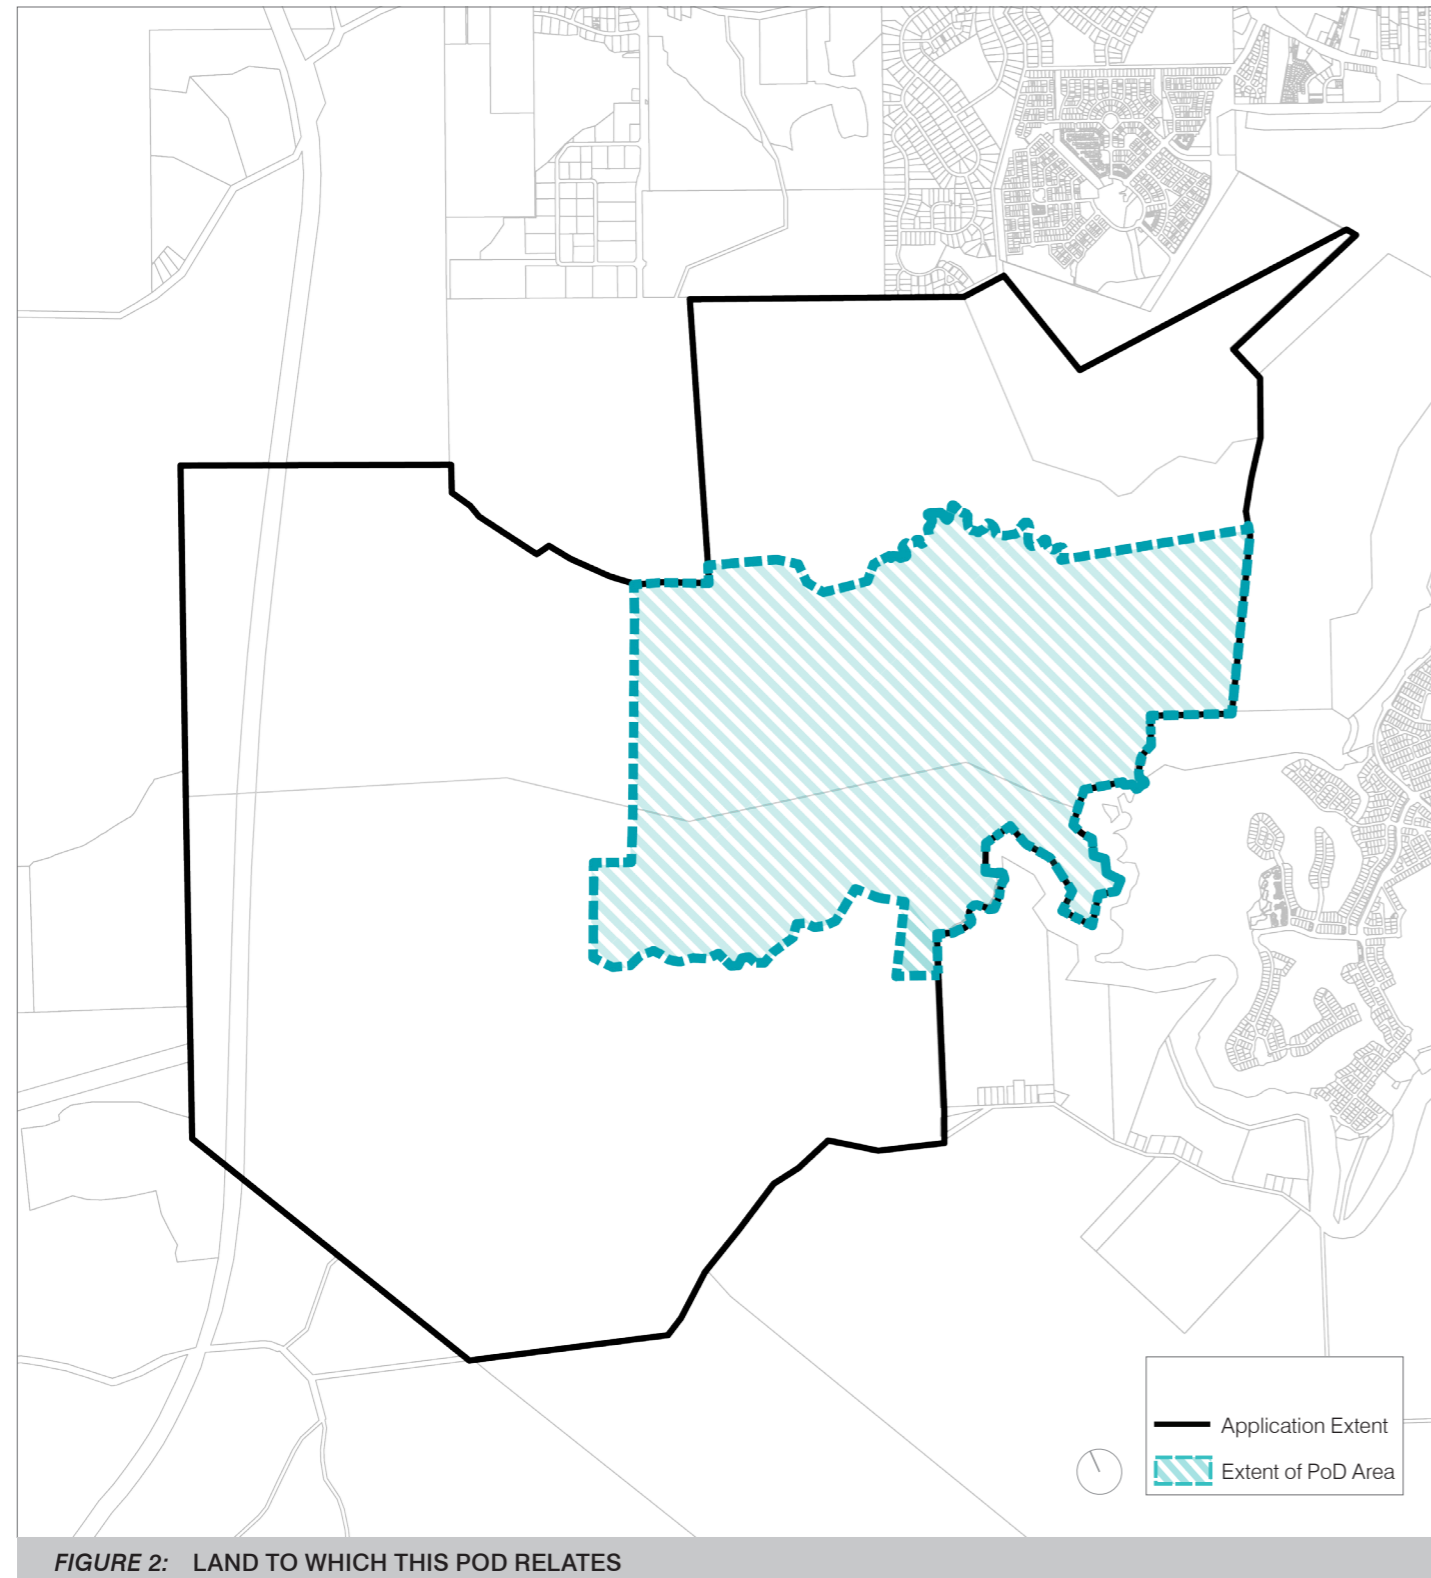 Application Extent
Extent of PoD Area
FIGURE 2: LAND TO WHICH THIS POD RELATES